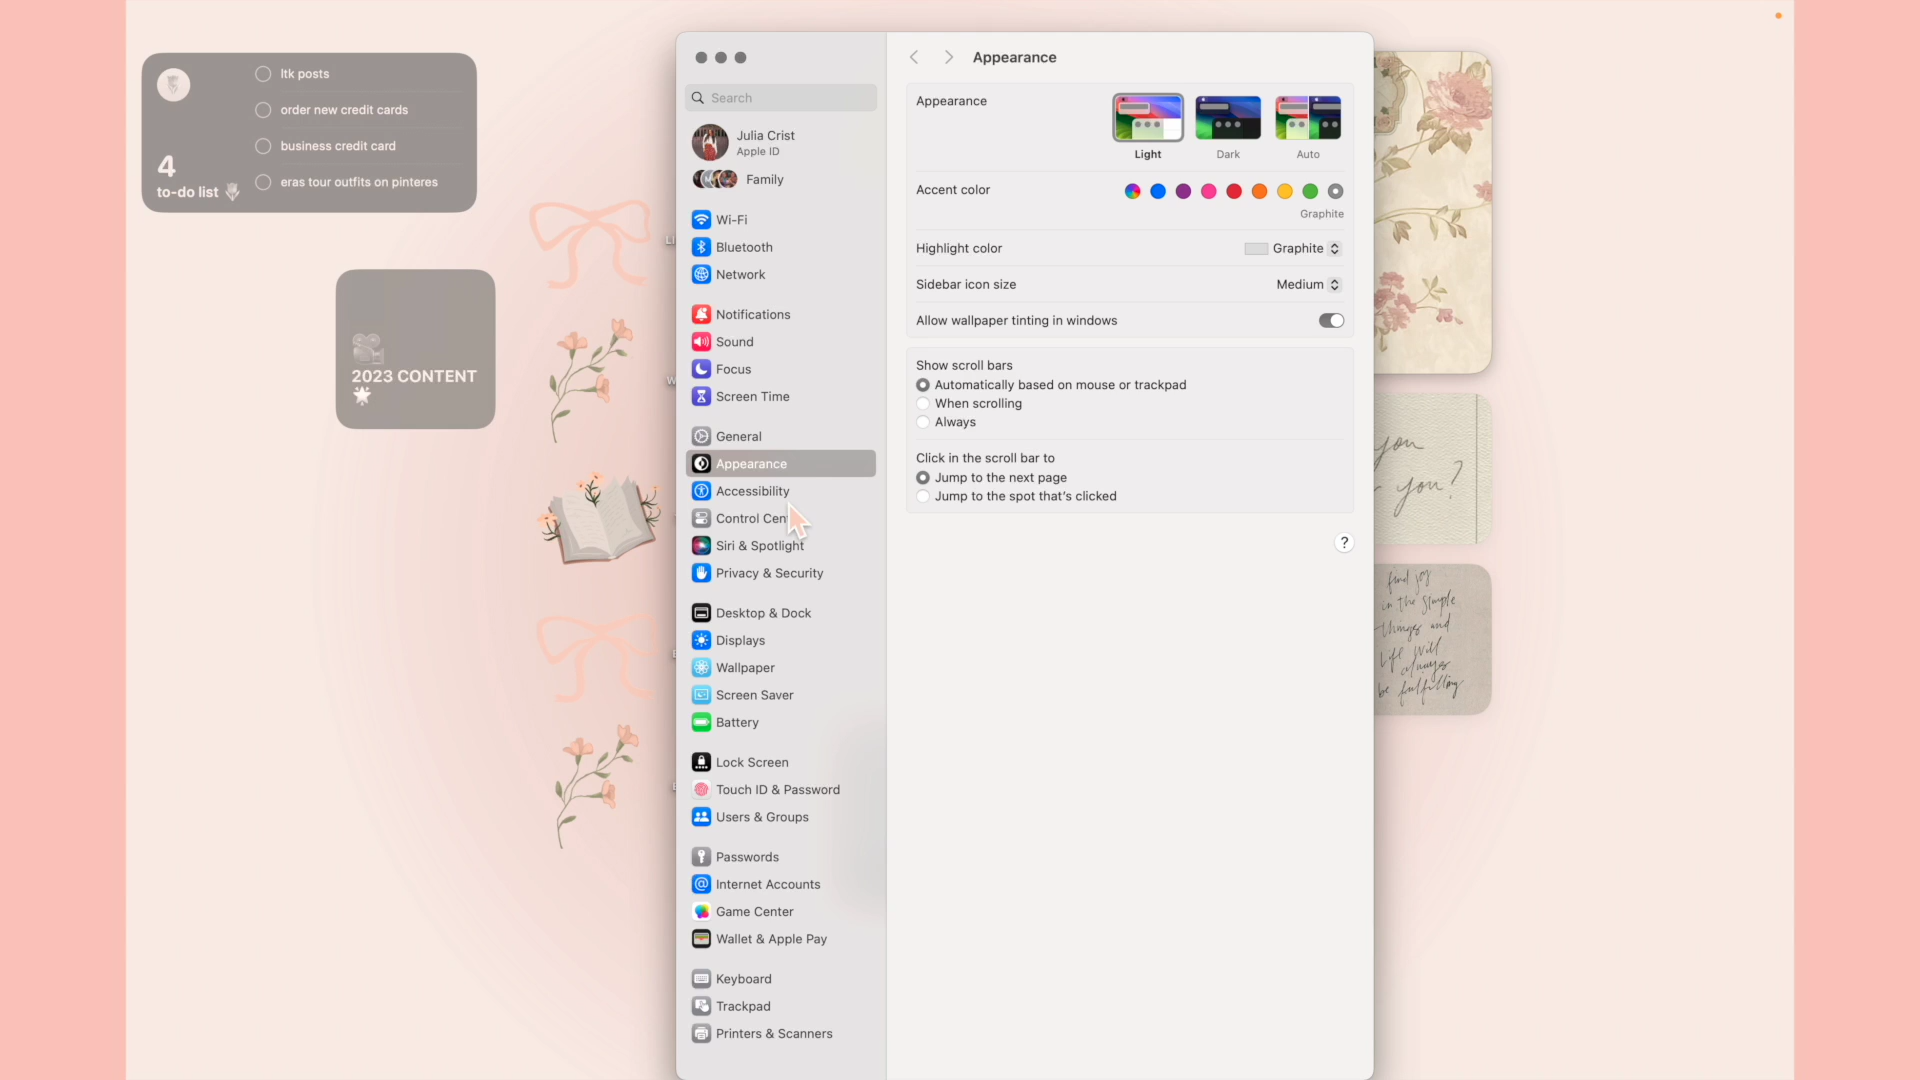 ltk posts
order new credit cards
business credit card
eras tour outfits on pinteres
4
to-do list
2023 CONTENT
Search
Julia Crist
Apple ID
Family
Wi-Fi
Bluetooth
Network
Notifications
Sound
Focus
Screen Time
General
Appearance
Accessibility
Control Cen
Siri & Spotlight
Privacy & Security
Desktop & Dock
Displays
Wallpaper
Screen Saver
Battery
Lock Screen
Touch ID & Password
Users & Groups
Passwords
Internet Accounts
Game Center
Wallet & Apple Pay
Keyboard
Trackpad
Printers & Scanners
Appearance
Appearance
Light
Dark
Auto
Accent color
Graphite
Highlight color
Graphite
Sidebar icon size
Medium
Allow wallpaper tinting in windows
Show scroll bars
Automatically based on mouse or trackpad
When scrolling
Always
Click in the scroll bar to
Jump to the next page
Jump to the spot that's clicked
?
you
you?
find joy
in the simple
things and
life will
always
be fulfilling